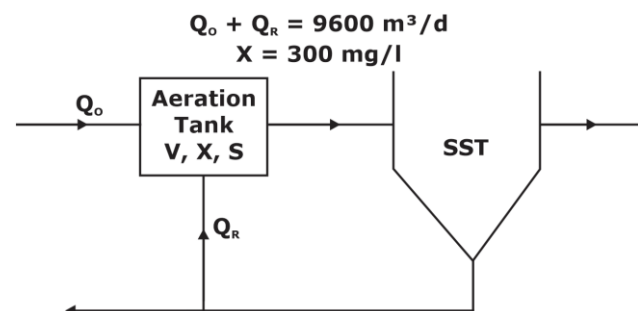 Qₒ + Qᵣ = 9600 m³/d
X = 300 mg/l
Qₒ
Aeration
Tank
V, X, S
SST
Qᵣ